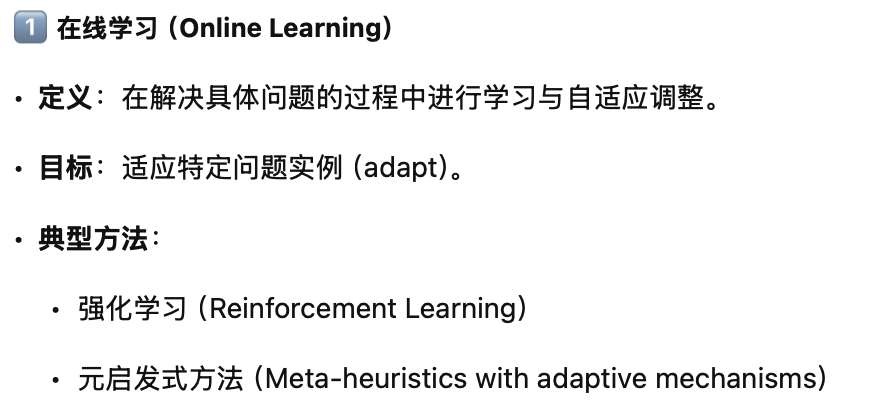 1️⃣ 在线学习（Online Learning）
• 定义：在解决具体问题的过程中进行学习与自适应调整。
• 目标：适应特定问题实例（adapt）。
• 典型方法：
• 强化学习（Reinforcement Learning）
• 元启发式方法（Meta-heuristics with adaptive mechanisms）